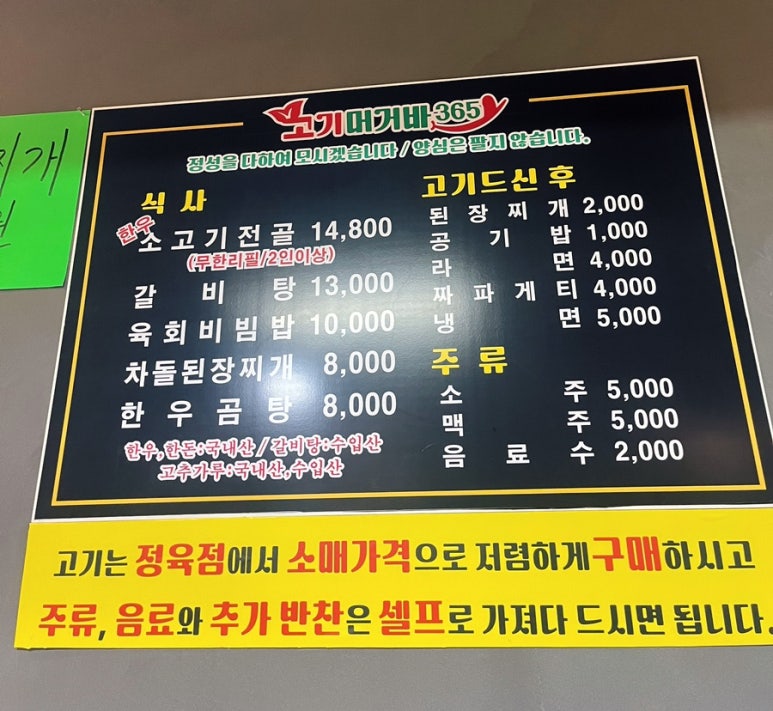 고기머거바365
정성을 다하여 모시겠습니다 / 양심은 팔지 않습니다.
식 사
한우
소고기전골 14,800
(무한리필/2인이상)
갈 비 탕 13,000
육회비빔밥 10,000
차돌된장찌개 8,000
한 우 곰 탕 8,000
한우,한돈:국내산 / 갈비탕:수입산
고추가루:국내산,수입산
고기드신 후
된 장 찌 개 2,000
공 기 밥 1,000
라 면 4,000
짜 파 게 티 4,000
냉 면 5,000
주 류
소 주 5,000
맥 주 5,000
음 료 수 2,000
고기는 정육점에서 소매가격으로 저렴하게 구매하시고
주류, 음료와 추가 반찬은 셀프로 가져다 드시면 됩니다.
개
원